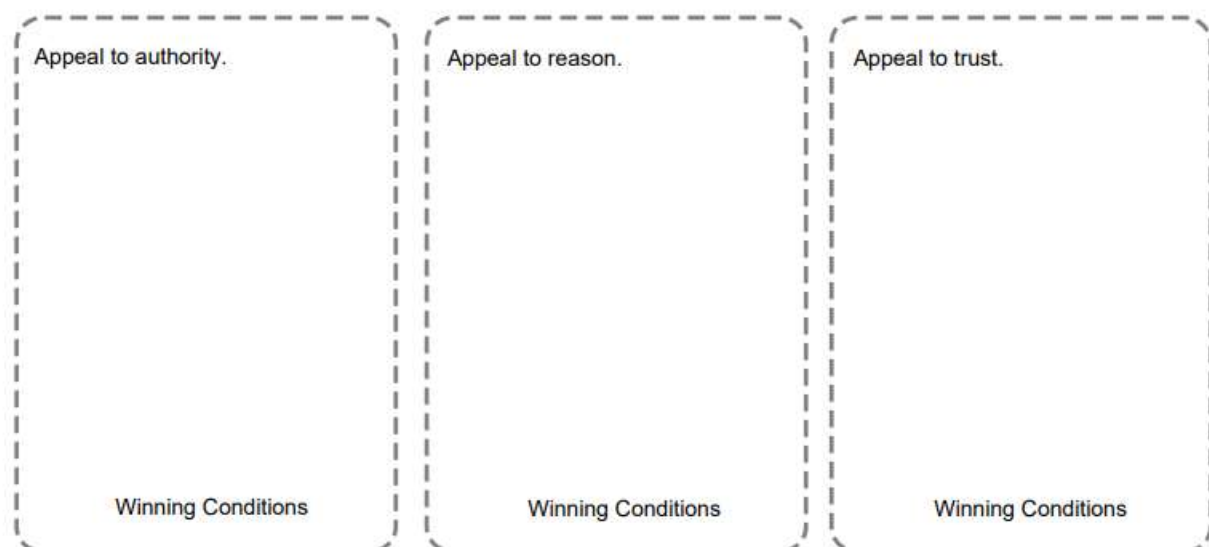 Appeal to authority.
Appeal to reason.
Appeal to trust.
Winning Conditions
Winning Conditions
Winning Conditions